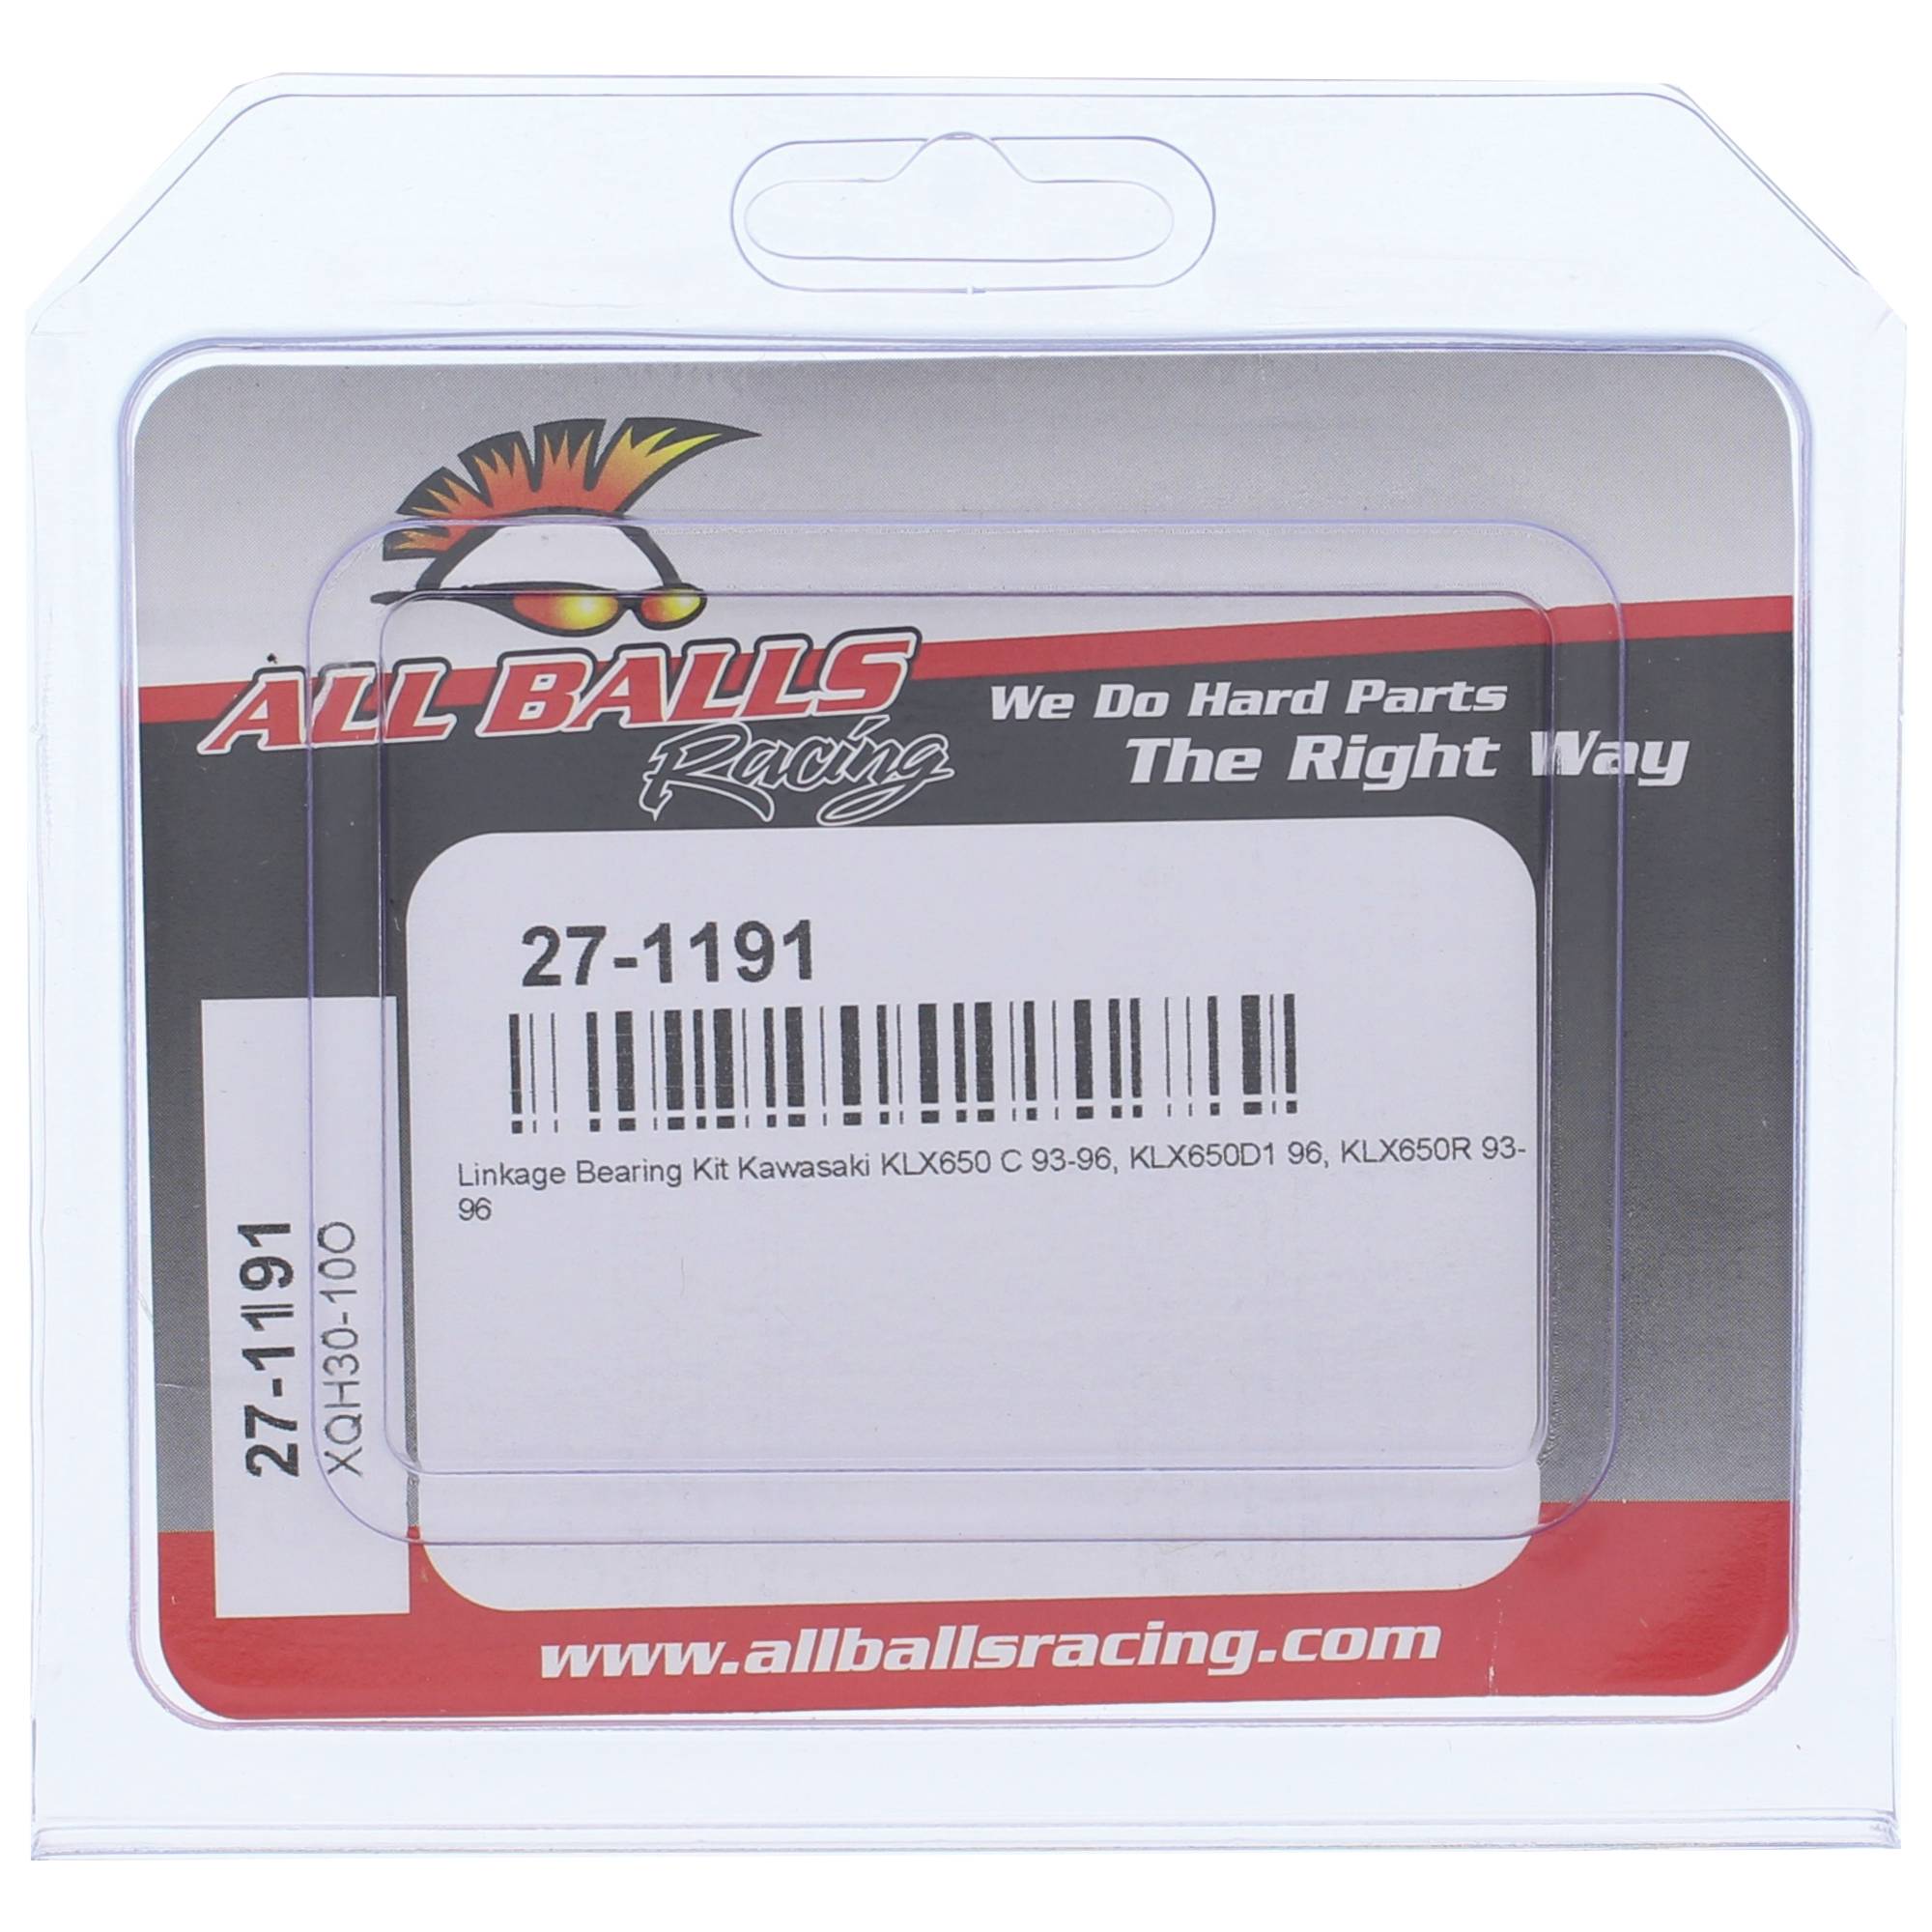 ALL BALLS
Racing
We Do Hard Parts
The Right Way
27-1191
Linkage Bearing Kit Kawasaki KLX650 C 93-96, KLX650D1 96, KLX650R 93-
96
27-1191
XQH30-100
www.allballsracing.com